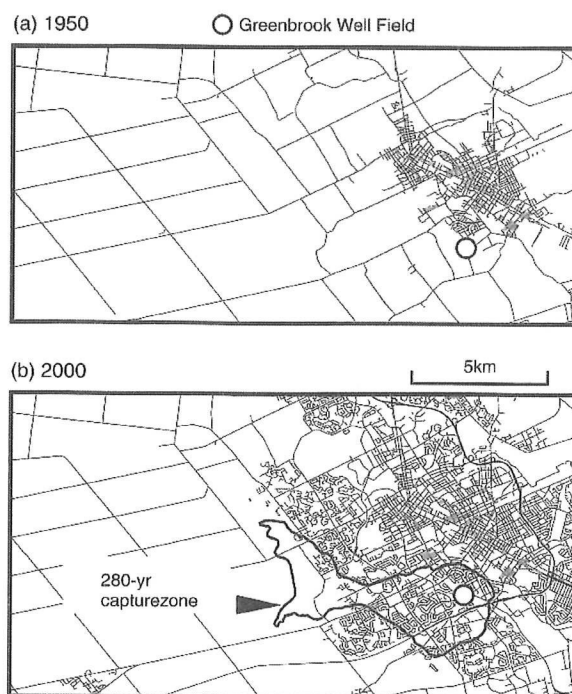 (a) 1950
Greenbrook Well Field
(b) 2000
5km
280-yr
capturezone